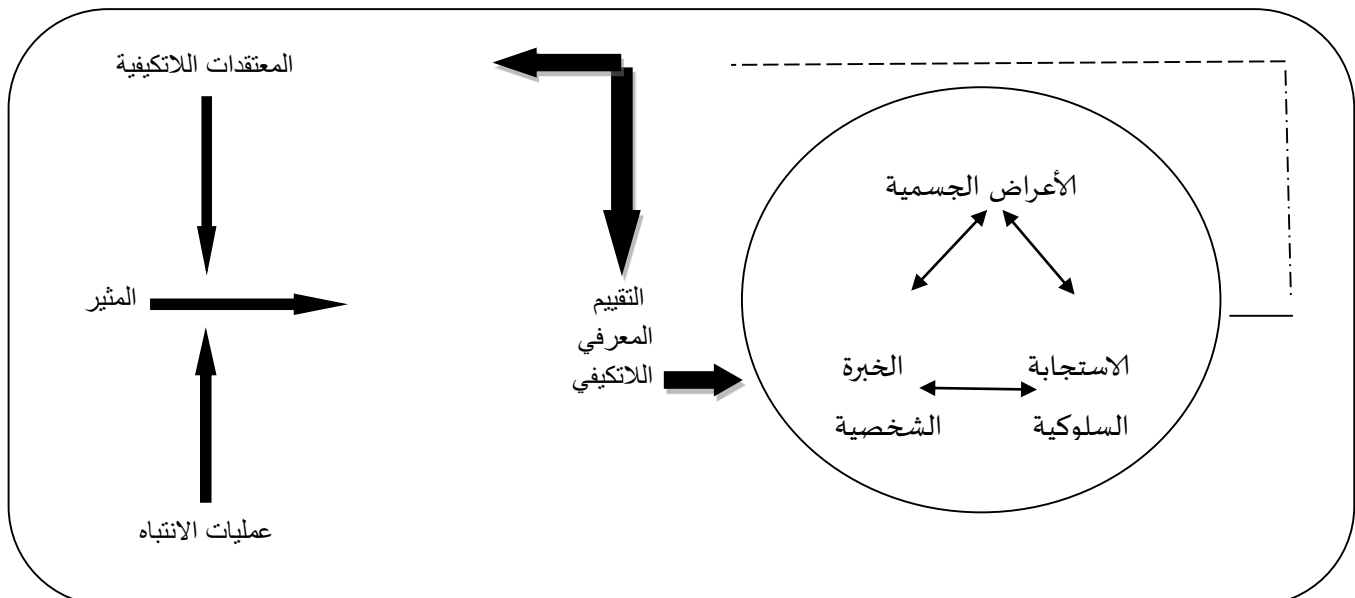 المعتقدات اللاتكيفية
الأعراض الجسمية
المثير
التقييم
المعرفي
اللاتكيفي
الاستجابة
السلوكية
الخبرة
الشخصية
عمليات الانتباه